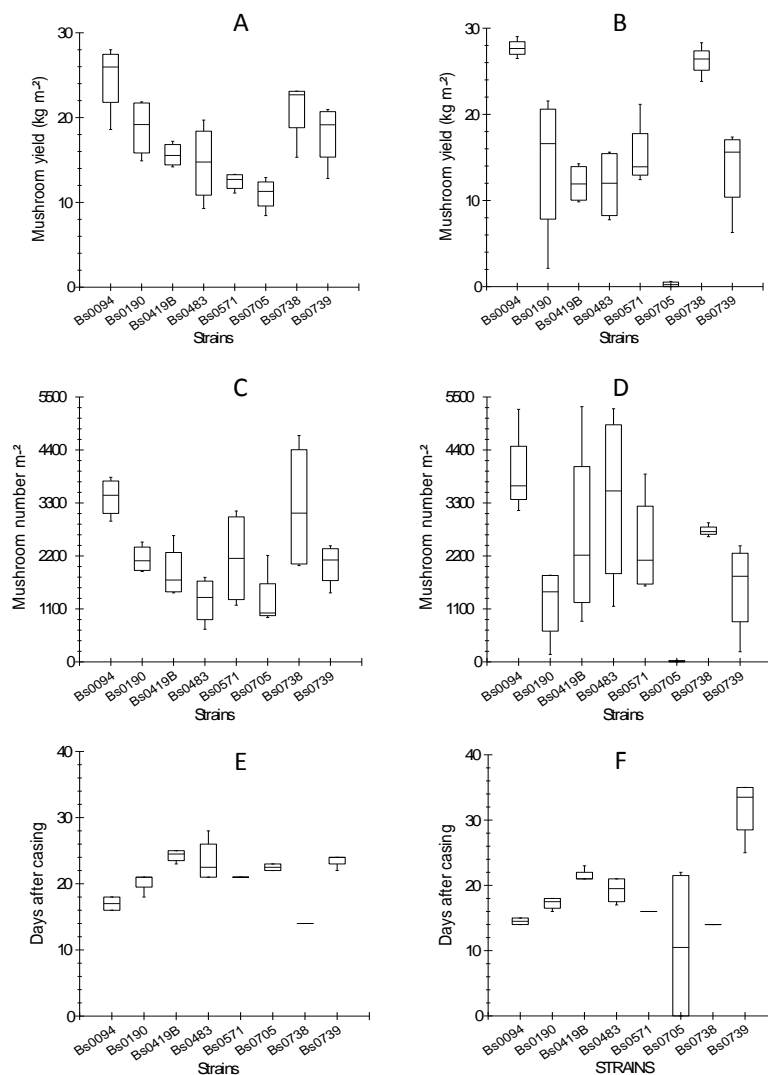 A
Mushroom yield (kg m-²)
30
20
10
0
Bs0094
Bs0190
Bs0419B
Bs0483
Bs0571
Bs0705
Bs0738
Bs0739
Strains
B
Mushroom yield (kg m-²)
30
20
10
0
Bs0094
Bs0190
Bs0419B
Bs0483
Bs0571
Bs0705
Bs0738
Bs0739
Strains
C
Mushroom number m-²
5500
4400
3300
2200
1100
0
Bs0094
Bs0190
Bs0419B
Bs0483
Bs0571
Bs0705
Bs0738
Bs0739
Strains
D
Mushroom number m-²
5500
4400
3300
2200
1100
0
Bs0094
Bs0190
Bs0419B
Bs0483
Bs0571
Bs0705
Bs0738
Bs0739
Strains
E
Days after casing
40
30
20
10
0
Bs0094
Bs0190
Bs0419B
Bs0483
Bs0571
Bs0705
Bs0738
Bs0739
Strains
F
Days after casing
40
30
20
10
0
Bs0094
Bs0190
Bs0419B
Bs0483
Bs0571
Bs0705
Bs0738
Bs0739
STRAINS